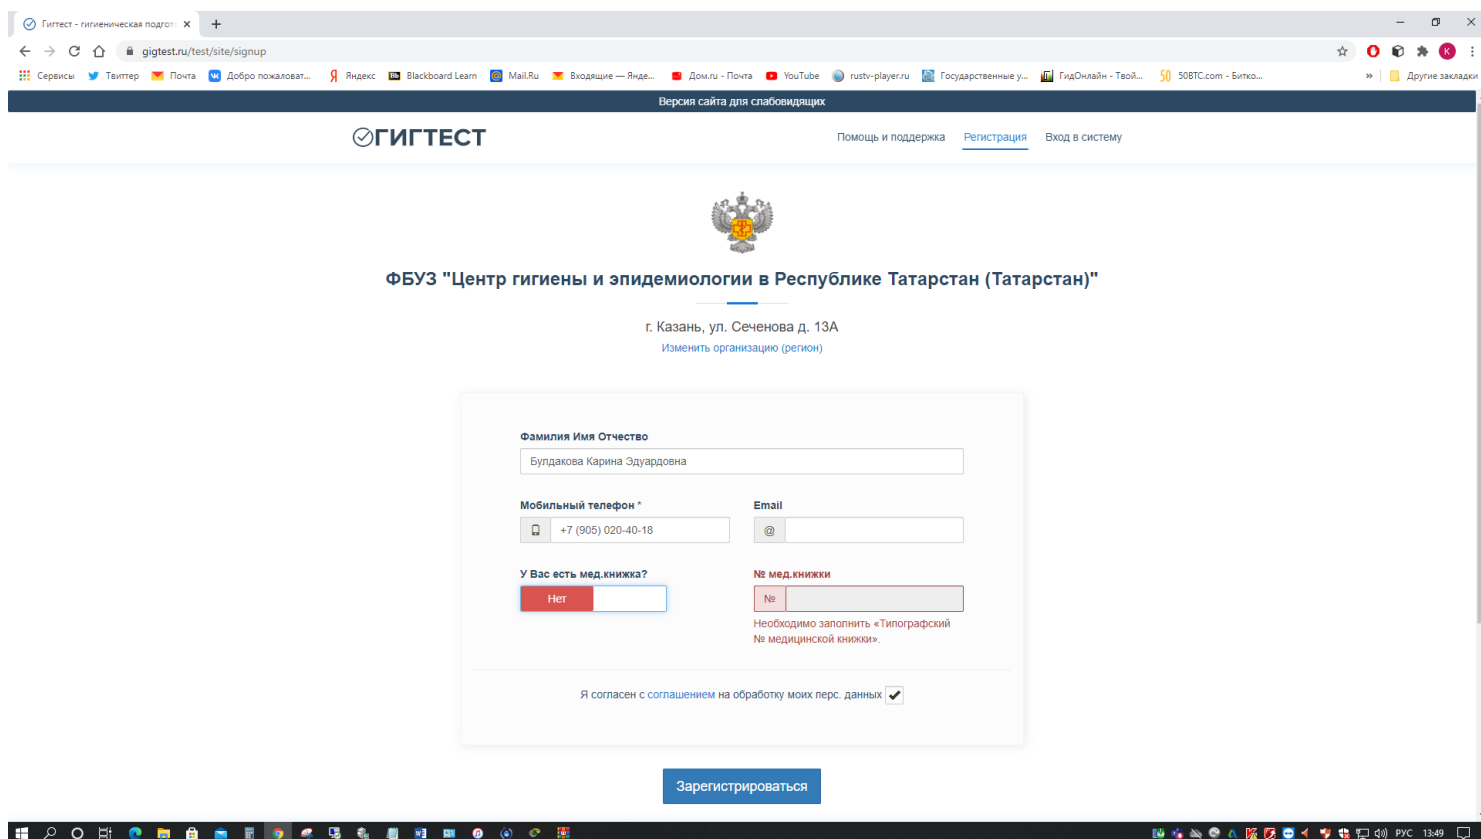 Гигтест - гигиеническая подгот
gigtest.ru/test/site/signup
K
Сервисы Твиттер Почта Добро пожаловат... Яндекс Blackboard Learn Mail.Ru Входящие — Янде... Дом.ru - Почта YouTube rustv-player.ru Государственные у... ГидОнлайн - Твой... 50BTC.com - Битко... » Другие закладки
Версия сайта для слабовидящих
ГИГТЕСТ
Помощь и поддержка Регистрация Вход в систему
ФБУЗ "Центр гигиены и эпидемиологии в Республике Татарстан (Татарстан)"
г. Казань, ул. Сеченова д. 13А
Изменить организацию (регион)
Фамилия Имя Отчество
Булдакова Карина Эдуардовна
Мобильный телефон * Email
+7 (905) 020-40-18 @
У Вас есть мед.книжка? № мед.книжки
Нет №
Необходимо заполнить «Типографский
№ медицинской книжки».
Я согласен с соглашением на обработку моих перс. данных
Зарегистрироваться
РУС 13:49